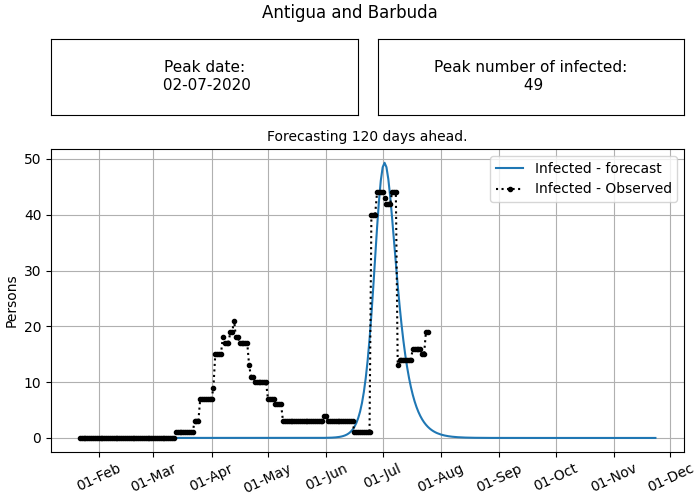 Antigua and Barbuda
Peak date:
02-07-2020
Peak number of infected:
49
Forecasting 120 days ahead.
Infected - forecast
Infected - Observed
Persons
50
40
30
20
10
0
01-Feb
01-Mar
01-Apr
01-May
01-Jun
01-Jul
01-Aug
01-Sep
01-Oct
01-Nov
01-Dec